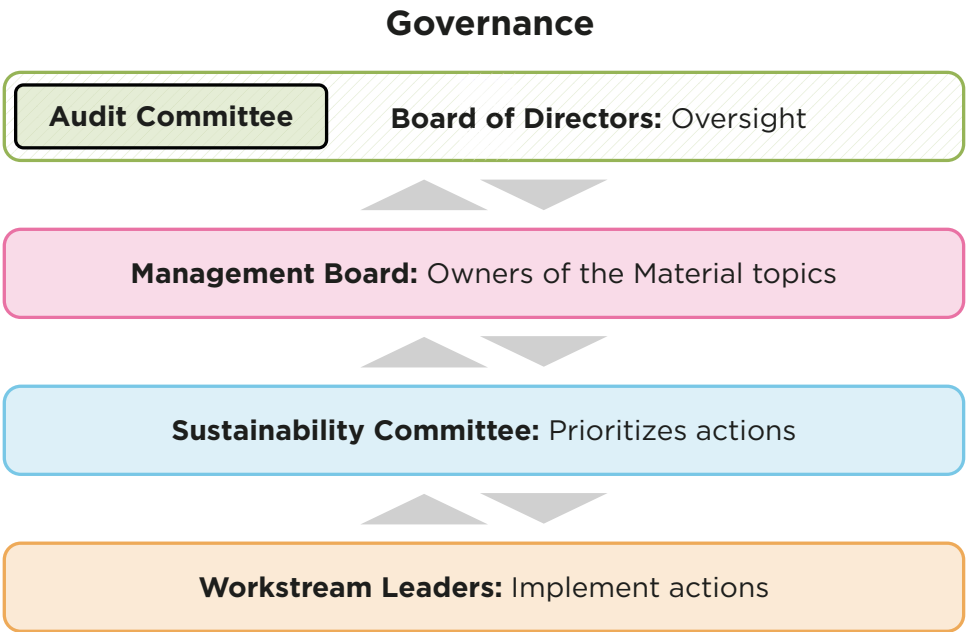 Governance
Audit Committee
Board of Directors: Oversight
Management Board: Owners of the Material topics
Sustainability Committee: Prioritizes actions
Workstream Leaders: Implement actions